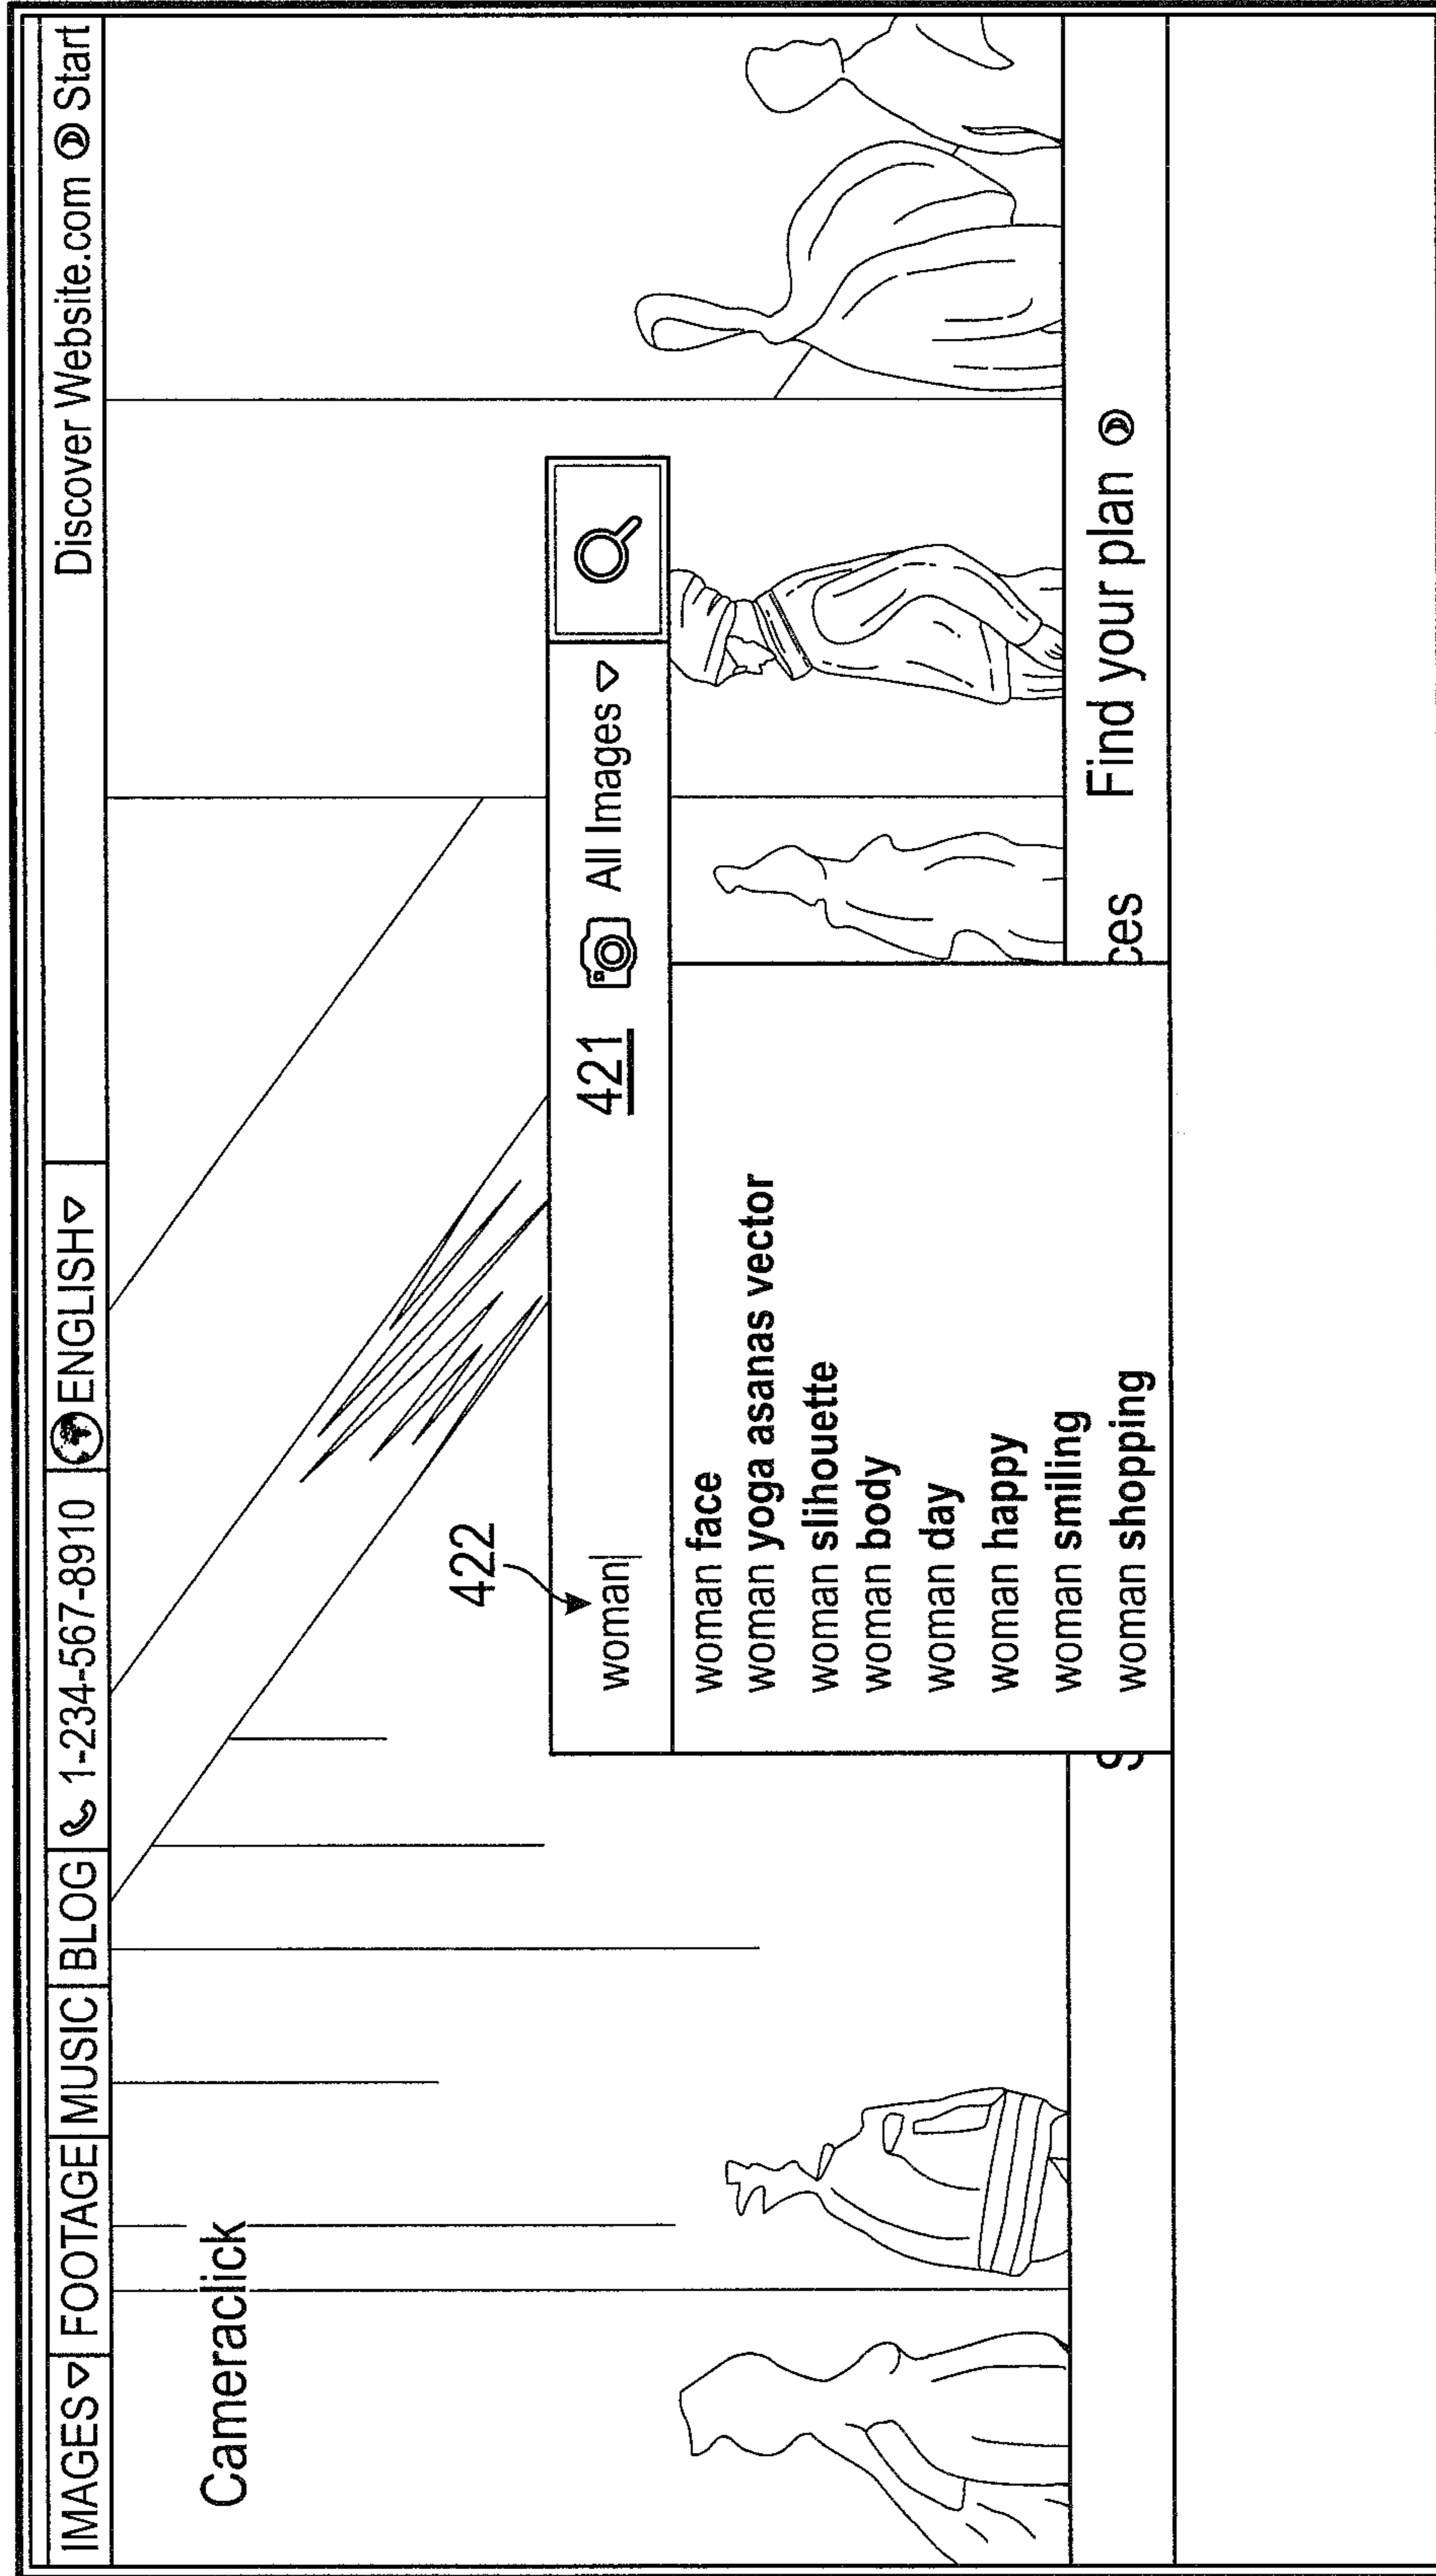 IMAGES FOOTAGE MUSIC BLOG 1-234-567-8910 ENGLISH Discover Website.com Start
Cameraclick
422
woman 421 All Images
woman face
woman yoga asanas vector
woman slihouette
woman body
woman day
woman happy
woman smiling
woman shopping
S ces Find your plan